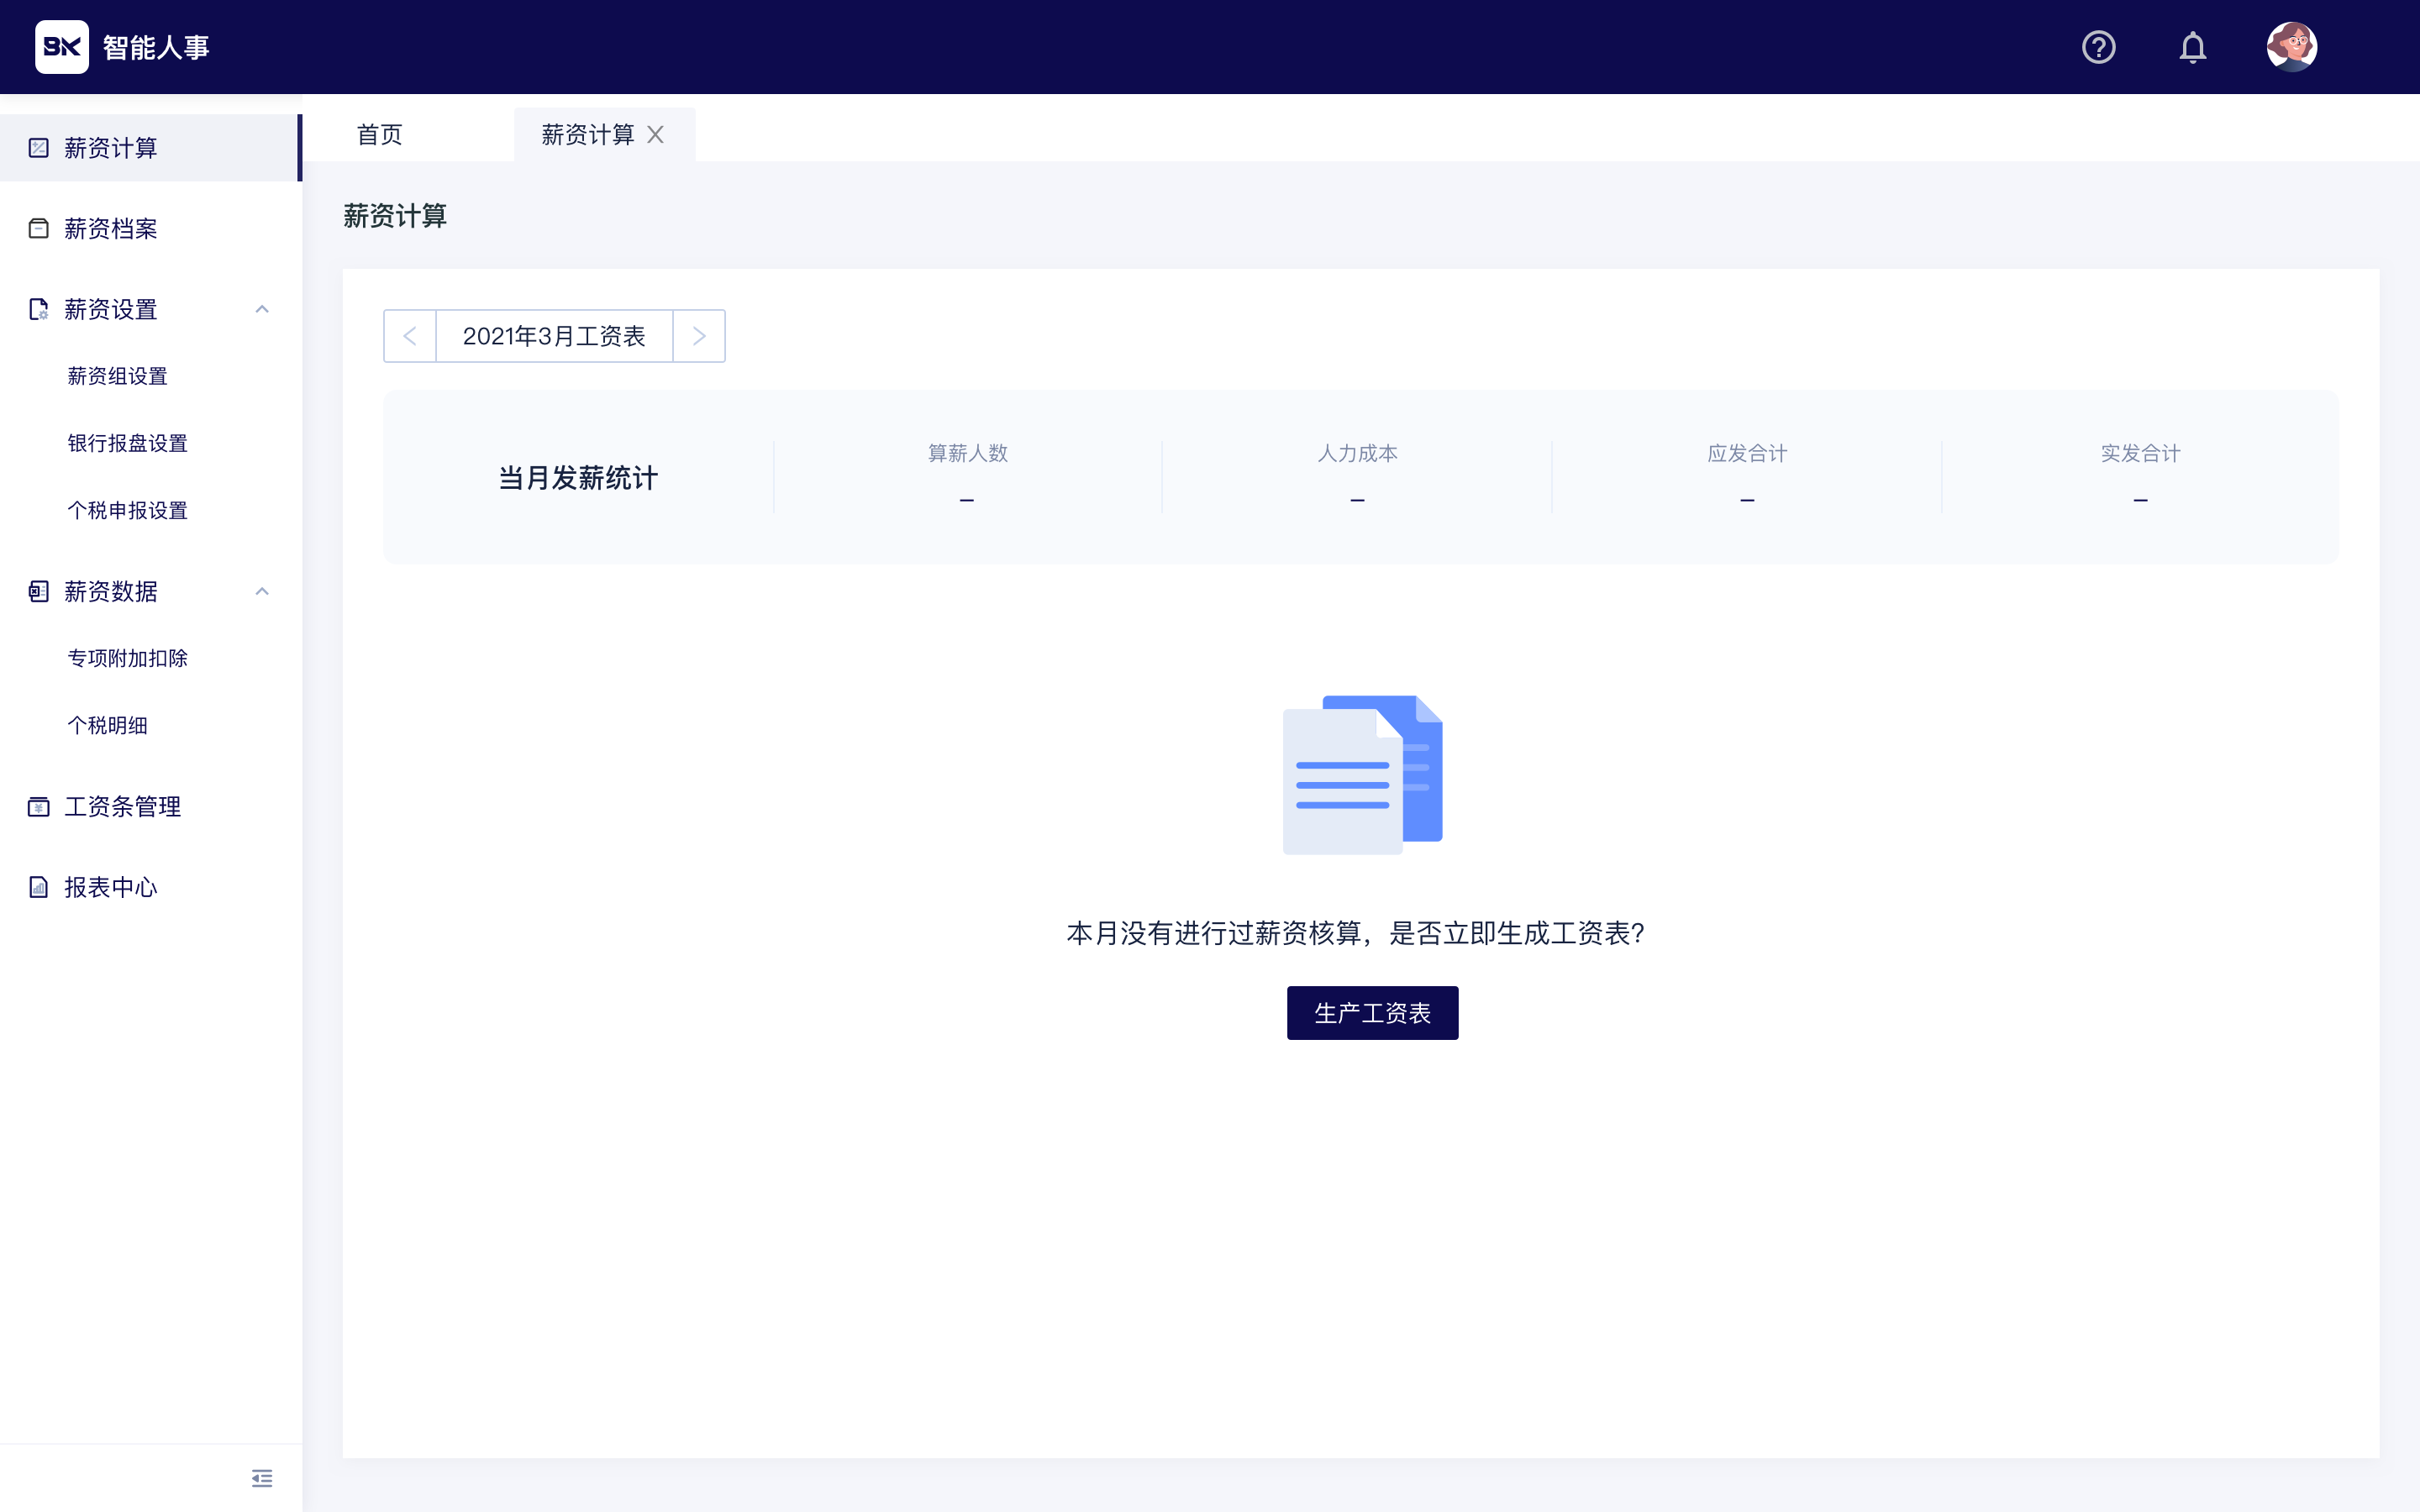 BK 智能人事
首页
薪资计算
薪资计算
薪资档案
薪资设置
薪资组设置
银行报盘设置
个税申报设置
薪资数据
专项附加扣除
个税明细
工资条管理
报表中心
薪资计算
2021年3月工资表
当月发薪统计
算薪人数
–
人力成本
–
应发合计
–
实发合计
–
本月没有进行过薪资核算，是否立即生成工资表?
生产工资表